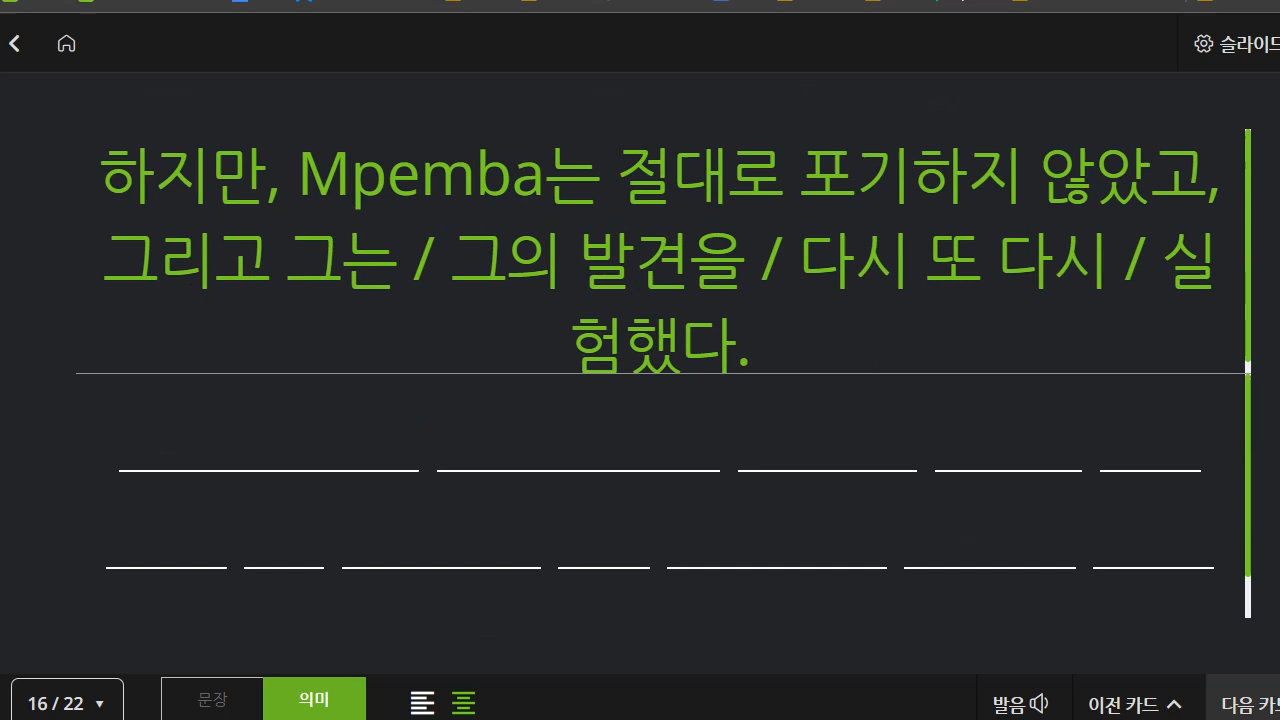 슬라이드
하지만, Mpemba는 절대로 포기하지 않았고,
그리고 그는 / 그의 발견을 / 다시 또 다시 / 실
험했다.
16 / 22
문장
의미
발음
이전 카드
다음 카